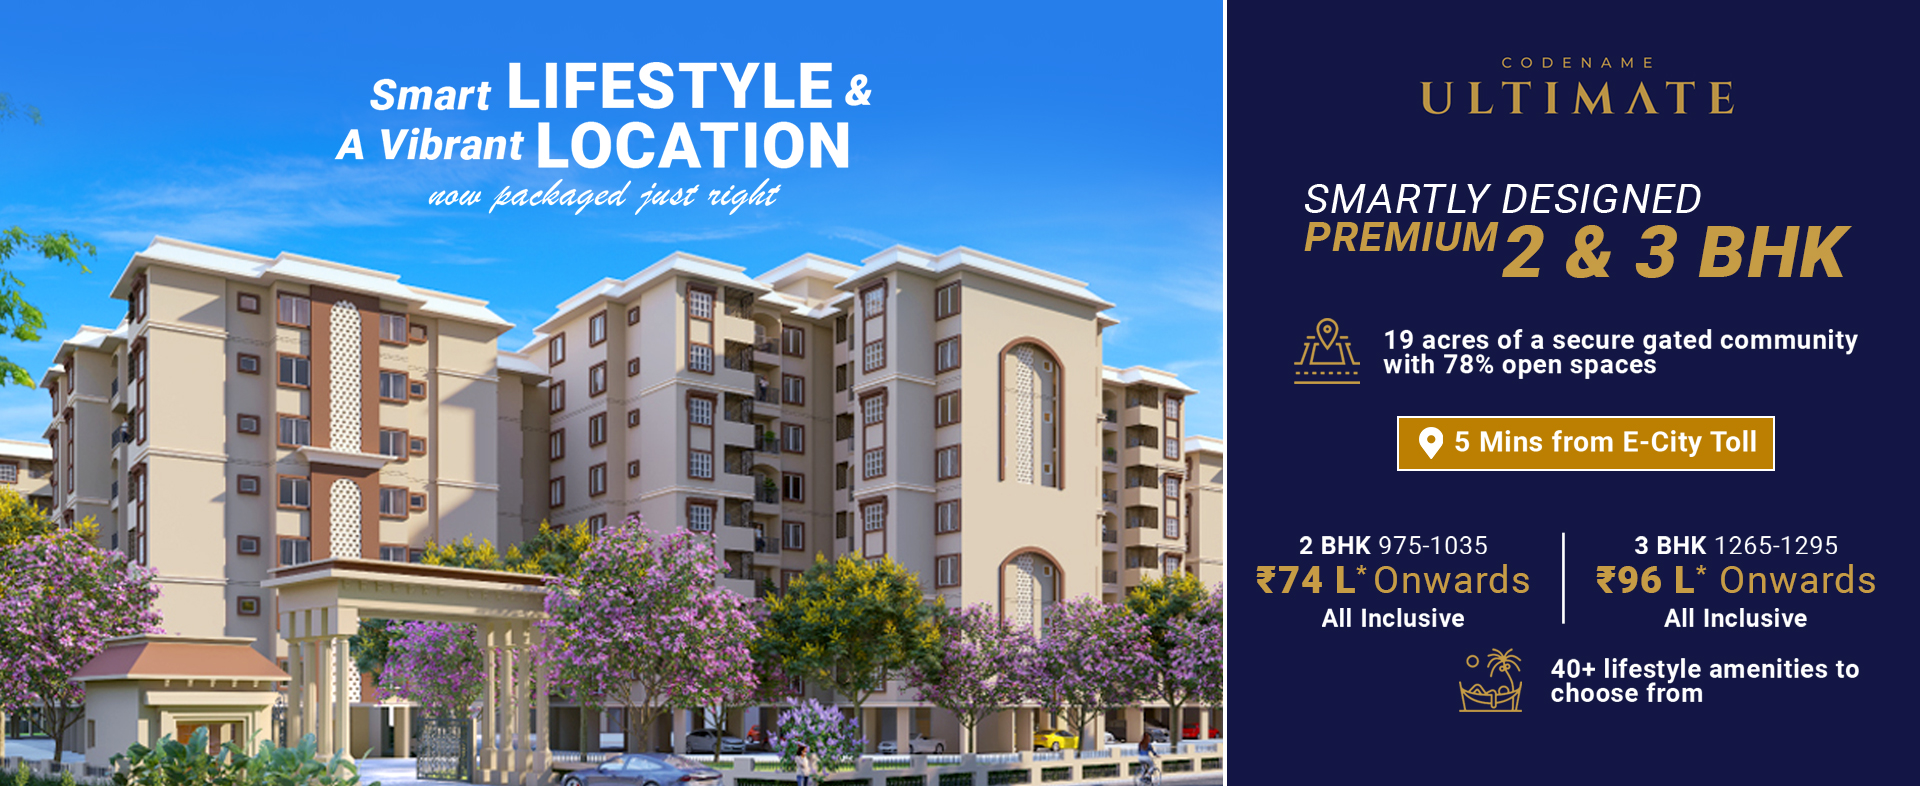 Smart LIFESTYLE &
A Vibrant LOCATION
now packaged just right
CODENAME
ULTIMATE
SMARTLY DESIGNED
PREMIUM 2 & 3 BHK
19 acres of a secure gated community
with 78% open spaces
5 Mins from E-City Toll
2 BHK 975-1035
₹74 L* Onwards
All Inclusive
3 BHK 1265-1295
₹96 L* Onwards
All Inclusive
40+ lifestyle amenities to
choose from